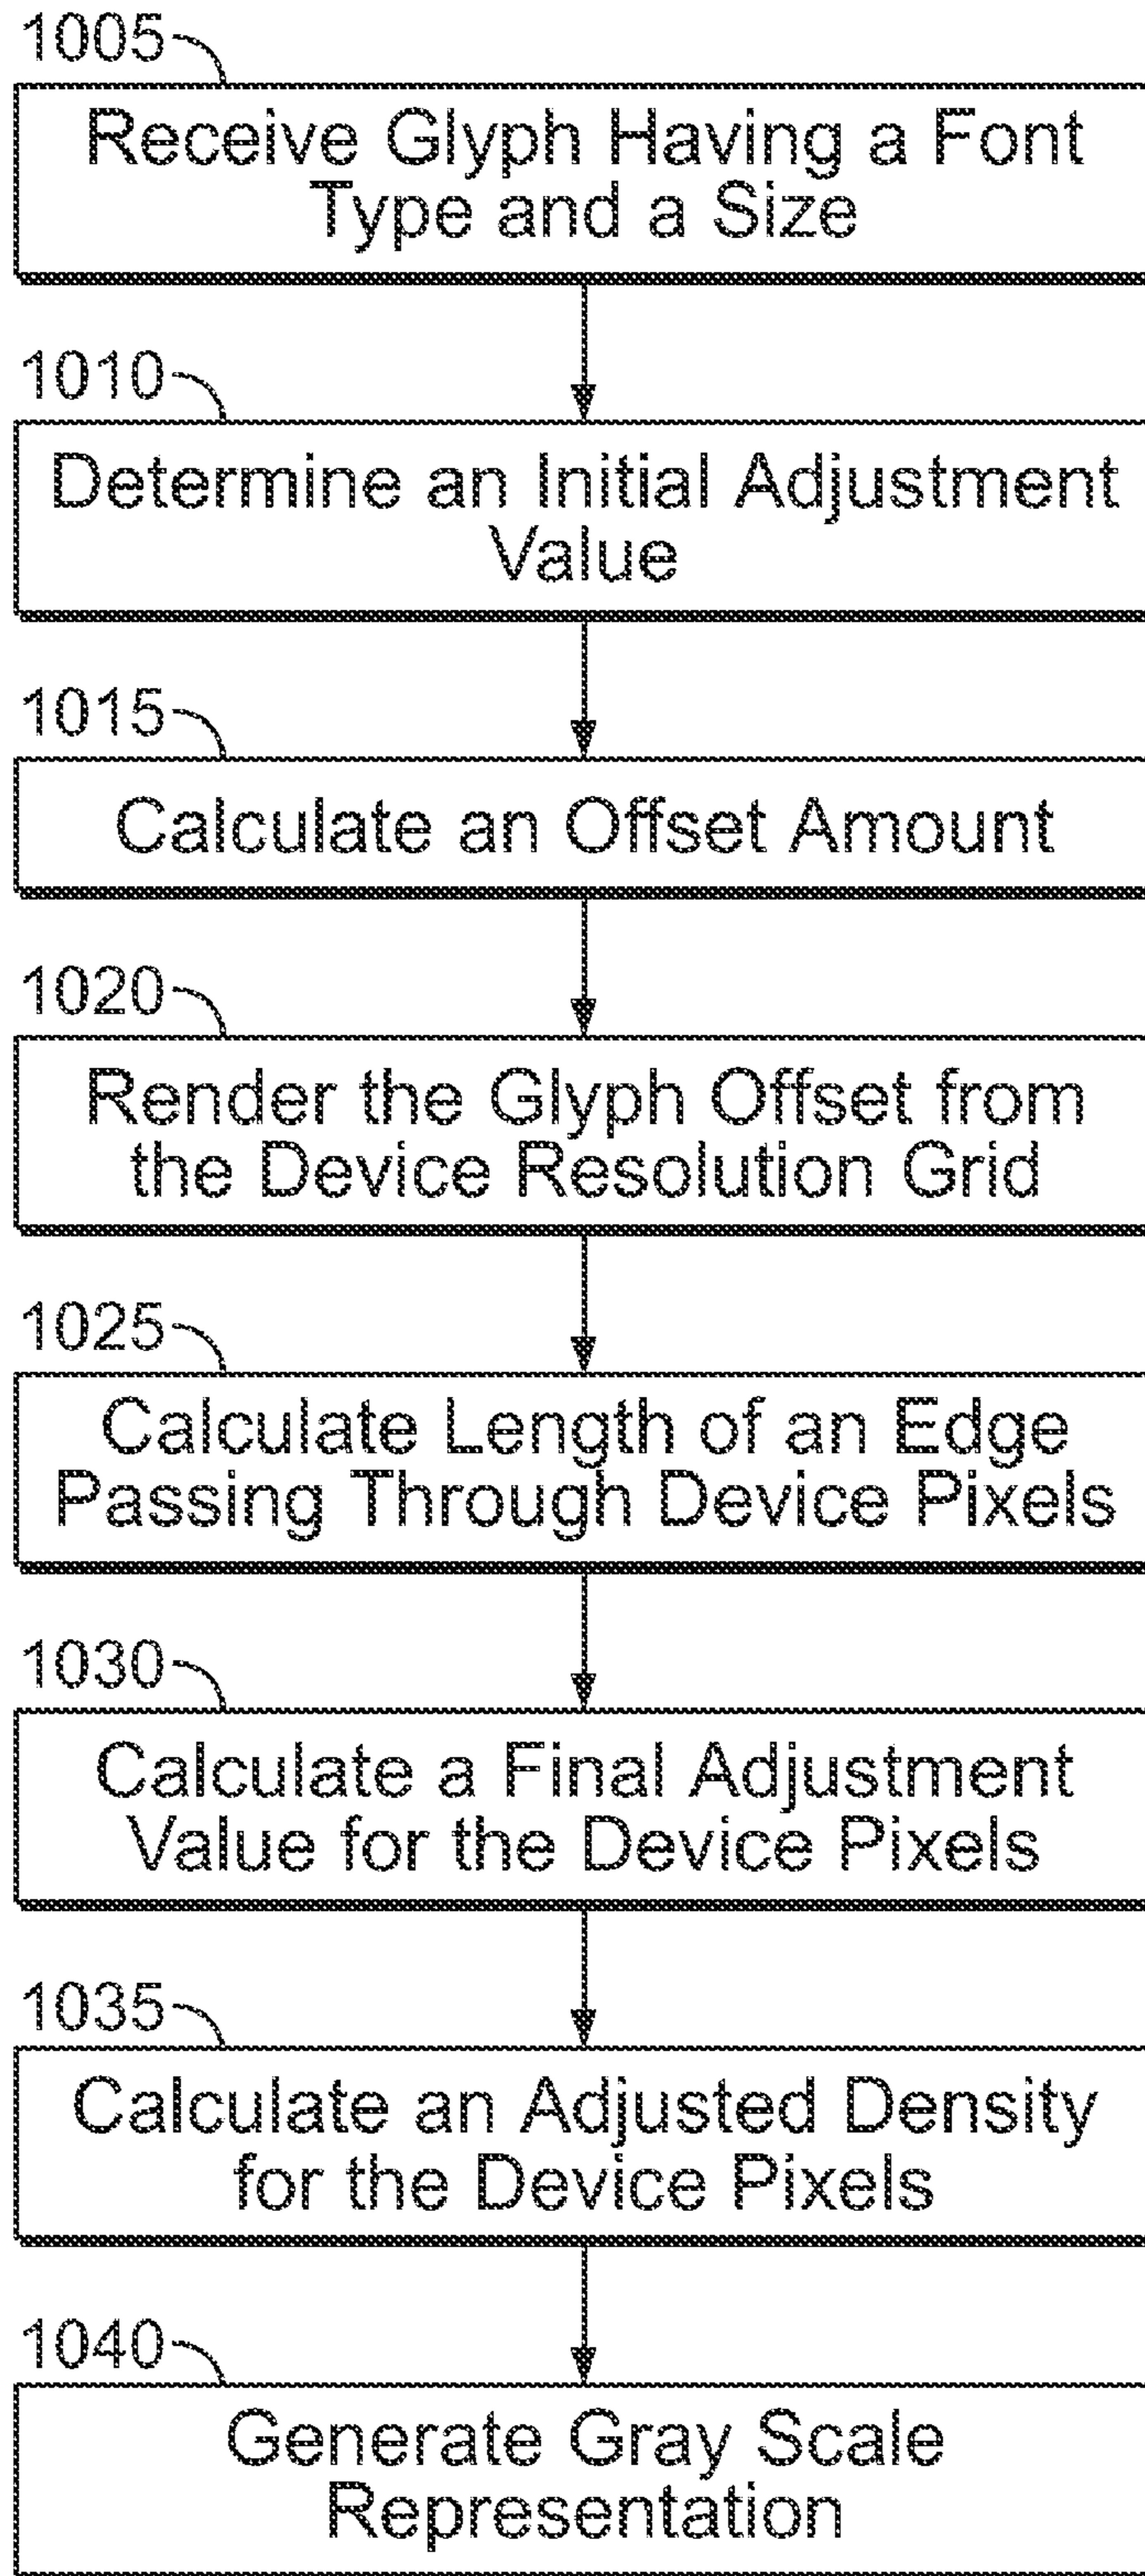 1005
Receive Glyph Having a Font
Type and a Size
1010
Determine an Initial Adjustment
Value
1015
Calculate an Offset Amount
1020
Render the Glyph Offset from
the Device Resolution Grid
1025
Calculate Length of an Edge
Passing Through Device Pixels
1030
Calculate a Final Adjustment
Value for the Device Pixels
1035
Calculate an Adjusted Density
for the Device Pixels
1040
Generate Gray Scale
Representation